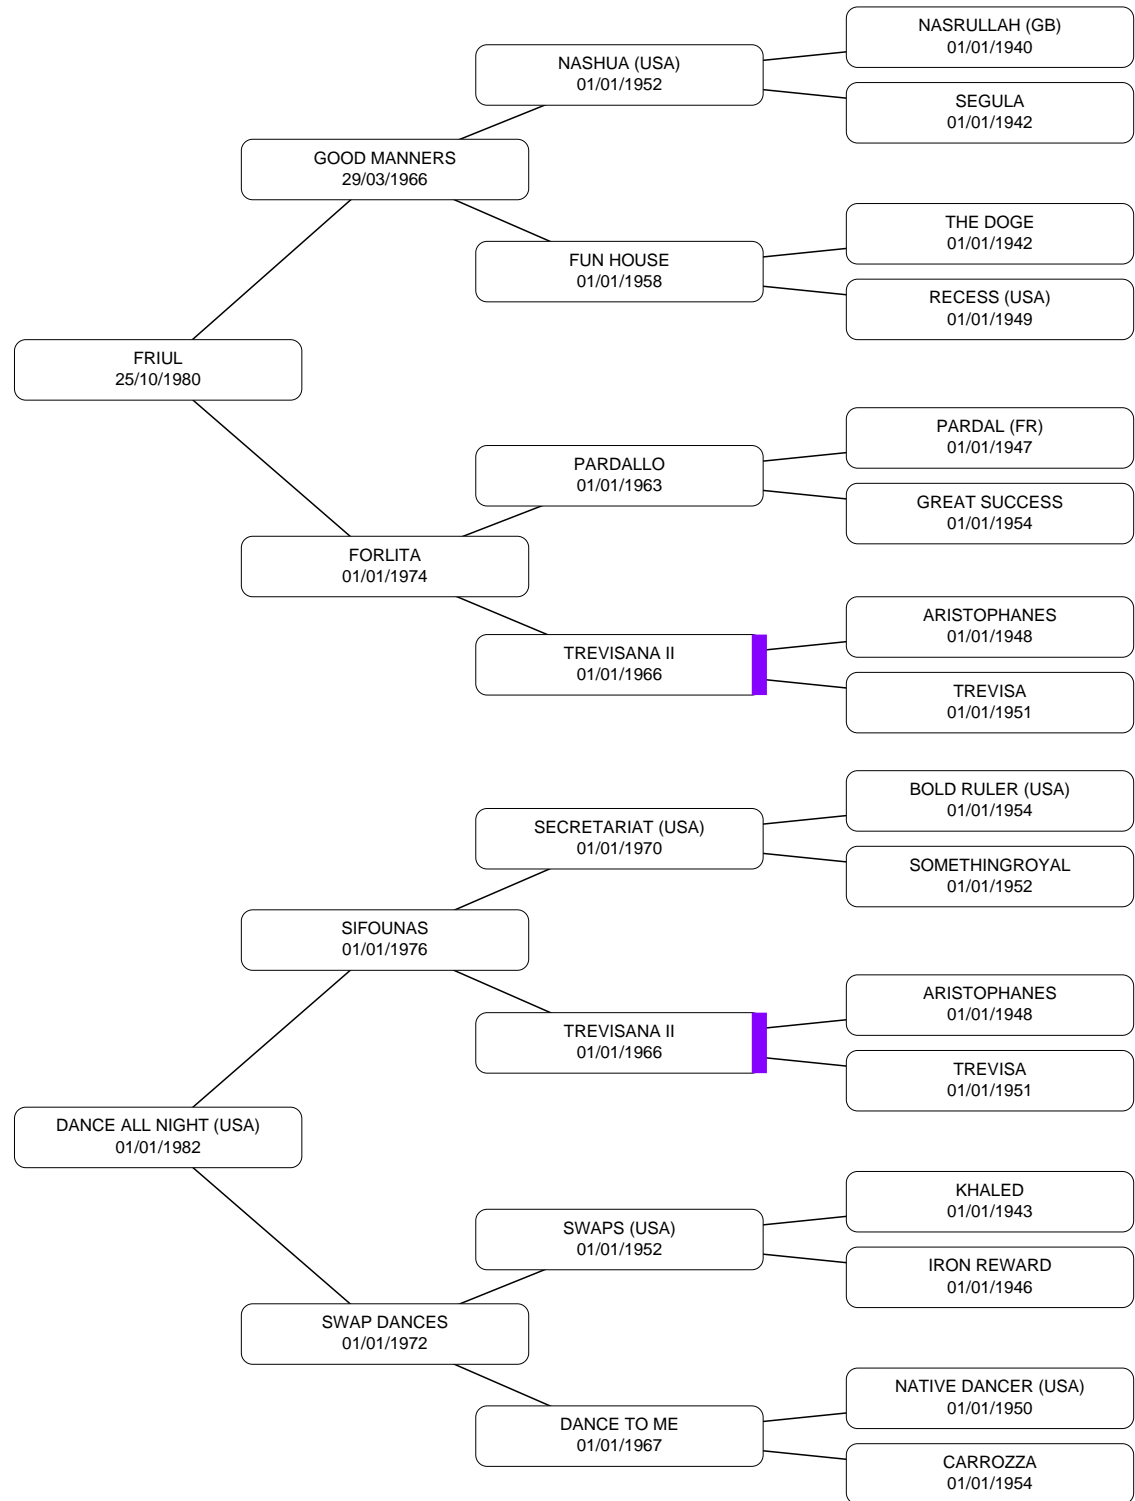 NASRULLAH (GB)
01/01/1940
NASHUA (USA)
01/01/1952
SEGULA
01/01/1942
GOOD MANNERS
29/03/1966
THE DOGE
01/01/1942
FUN HOUSE
01/01/1958
RECESS (USA)
01/01/1949
FRIUL
25/10/1980
PARDAL (FR)
01/01/1947
PARDALLO
01/01/1963
GREAT SUCCESS
01/01/1954
FORLITA
01/01/1974
ARISTOPHANES
01/01/1948
TREVISANA II
01/01/1966
TREVISA
01/01/1951
BOLD RULER (USA)
01/01/1954
SECRETARIAT (USA)
01/01/1970
SOMETHINGROYAL
01/01/1952
SIFOUNAS
01/01/1976
ARISTOPHANES
01/01/1948
TREVISANA II
01/01/1966
TREVISA
01/01/1951
DANCE ALL NIGHT (USA)
01/01/1982
KHALED
01/01/1943
SWAPS (USA)
01/01/1952
IRON REWARD
01/01/1946
SWAP DANCES
01/01/1972
NATIVE DANCER (USA)
01/01/1950
DANCE TO ME
01/01/1967
CARROZZA
01/01/1954